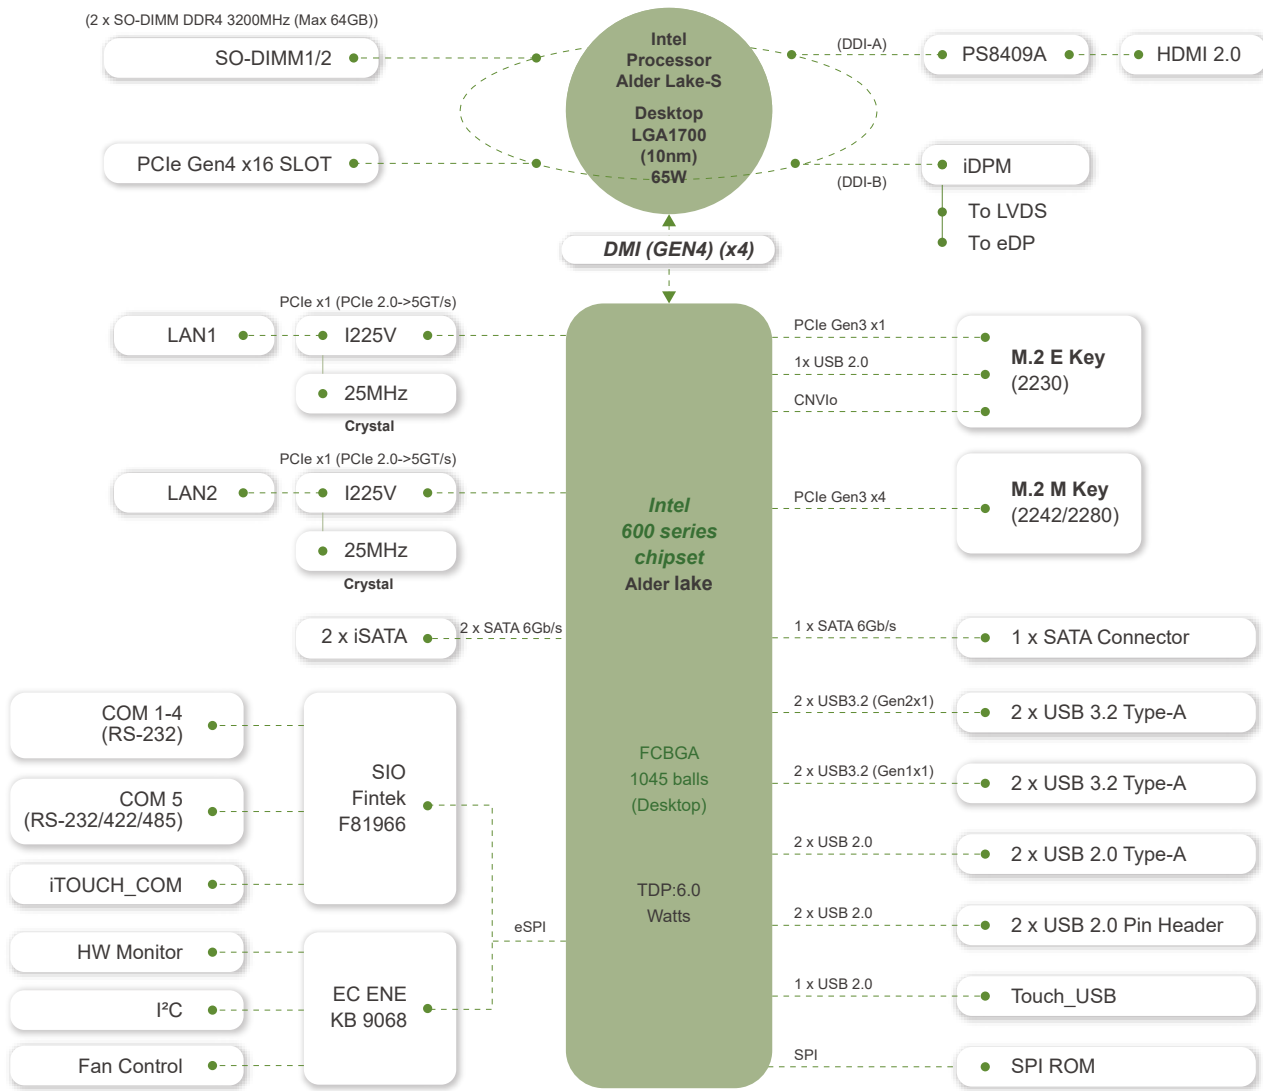 (2 x SO-DIMM DDR4 3200MHz (Max 64GB))
SO-DIMM1/2
PCIe Gen4 x16 SLOT
Intel
Processor
Alder Lake-S
Desktop
LGA1700
(10nm)
65W
(DDI-A)
PS8409A
HDMI 2.0
(DDI-B)
iDPM
To LVDS
To eDP
DMI (GEN4) (x4)
PCIe x1 (PCIe 2.0->5GT/s)
LAN1
I225V
25MHz
Crystal
PCIe x1 (PCIe 2.0->5GT/s)
LAN2
I225V
25MHz
Crystal
2 x iSATA
2 x SATA 6Gb/s
COM 1-4
(RS-232)
COM 5
(RS-232/422/485)
iTOUCH_COM
SIO
Fintek
F81966
HW Monitor
I²C
Fan Control
EC ENE
KB 9068
eSPI
Intel
600 series
chipset
Alder lake
FCBGA
1045 balls
(Desktop)
TDP:6.0
Watts
PCIe Gen3 x1
1x USB 2.0
CNVIo
M.2 E Key
(2230)
PCIe Gen3 x4
M.2 M Key
(2242/2280)
1 x SATA 6Gb/s
1 x SATA Connector
2 x USB3.2 (Gen2x1)
2 x USB 3.2 Type-A
2 x USB3.2 (Gen1x1)
2 x USB 3.2 Type-A
2 x USB 2.0
2 x USB 2.0 Type-A
2 x USB 2.0
2 x USB 2.0 Pin Header
1 x USB 2.0
Touch_USB
SPI
SPI ROM